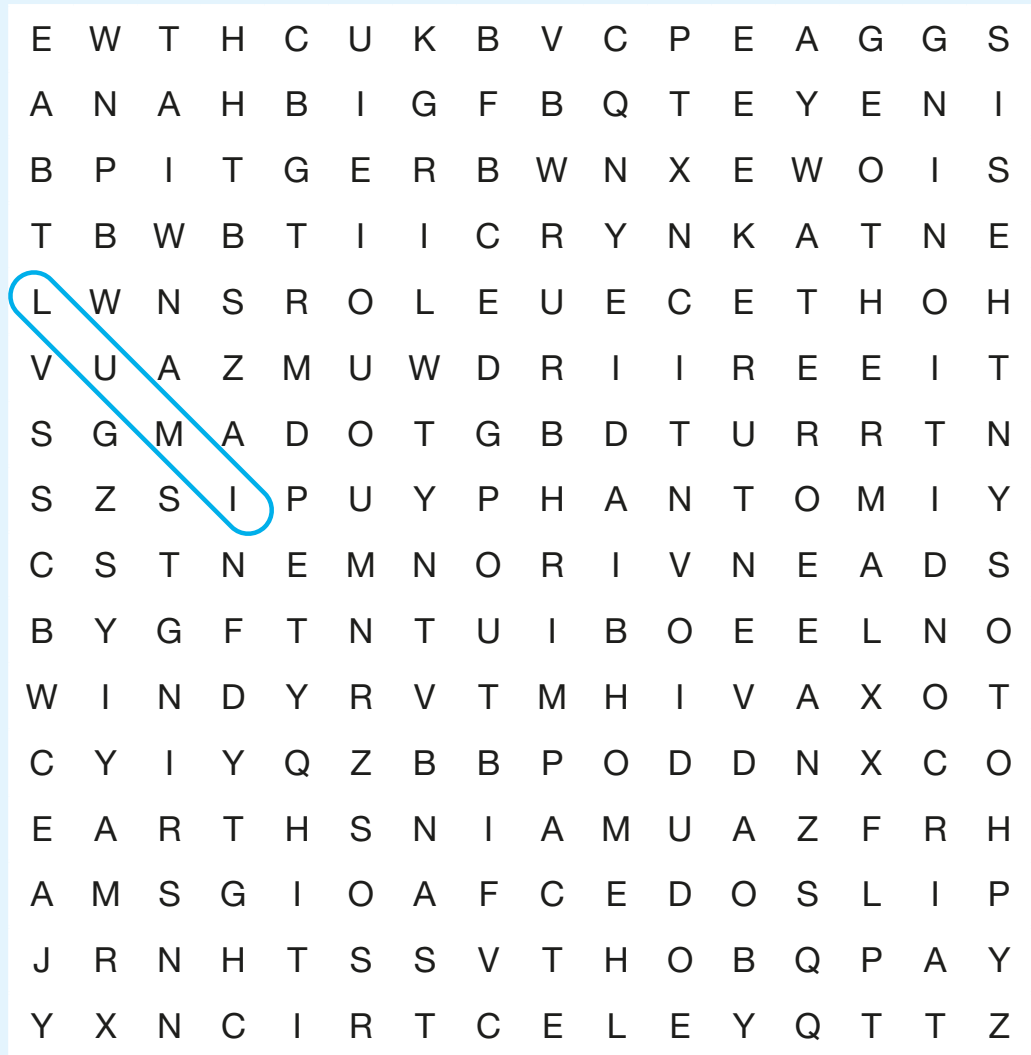 E W T H C U K B V C P E A G G S
A N A H B I G F B Q T E Y E N I
B P I T G E R B W N X E W O I S
T B W B T I I C R Y N K A T N E
L W N S R O L E U E C E T H O H
V U A Z M U W D R I I R E E I T
S G M A D O T G B D T U R R T N
S Z S I P U Y P H A N T O M I Y
C S T N E M N O R I V N E A D S
B Y G F T N T U I B O E E L N O
W I N D Y R V T M H I V A X O T
C Y I Y Q Z B B P O D D N X C O
E A R T H S N I A M U A Z F R H
A M S G I O A F C E D O S L I P
J R N H T S S V T H O B Q P A Y
Y X N C I R T C E L E Y Q T T Z